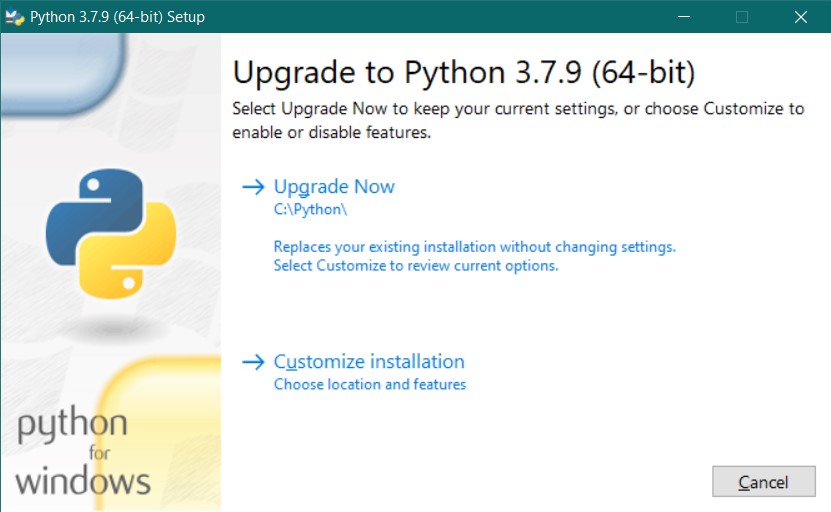 Python 3.7.9 (64-bit) Setup
Upgrade to Python 3.7.9 (64-bit)
Select Upgrade Now to keep your current settings, or choose Customize to
enable or disable features.
Upgrade Now
C:\Python\
Replaces your existing installation without changing settings.
Select Customize to review current options.
Customize installation
Choose location and features
python
for
windows
Cancel